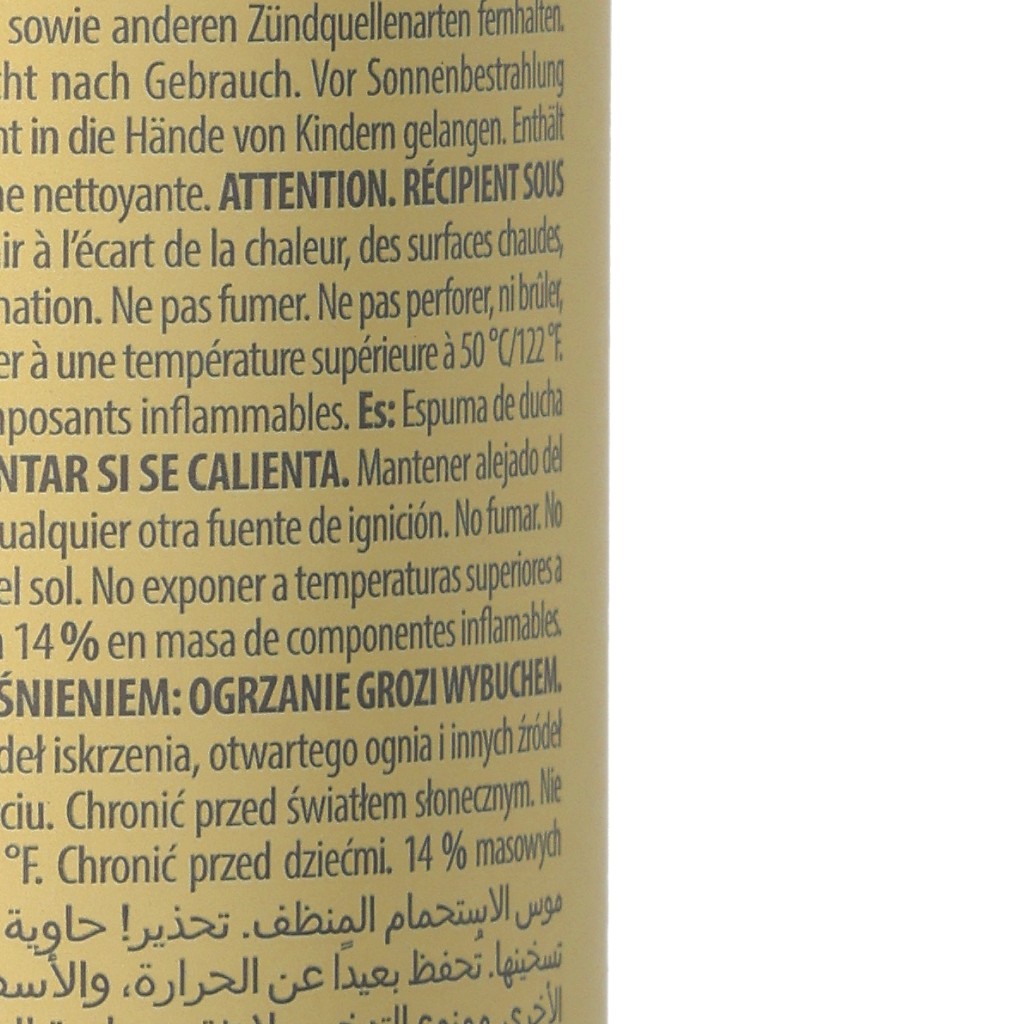 sowie anderen Zündquellenarten fernhalten.
cht nach Gebrauch. Vor Sonnenbestrahlung
nt in die Hände von Kindern gelangen. Enthält
ne nettoyante. ATTENTION. RÉCIPIENT SOUS
ir à l’écart de la chaleur, des surfaces chaudes,
mation. Ne pas fumer. Ne pas perforer, ni brûler,
er à une température supérieure à 50 °C/122 °F.
mposants inflammables. Es: Espuma de ducha
NTAR SI SE CALIENTA. Mantener alejado del
ualquier otra fuente de ignición. No fumar. No
el sol. No exponer a temperaturas superiores a
14 % en masa de componentes inflamables.
ŚNIENIEM: OGRZANIE GROZI WYBUCHEM.
deł iskrzenia, otwartego ognia i innych źródeł
ciu. Chronić przed światłem słonecznym. Nie
°F. Chronić przed dziećmi. 14 % masowych
موس الاستحمام المنظف. تحذير! حاوية
تسخينها. تُحفظ بعيداً عن الحرارة، والأسط